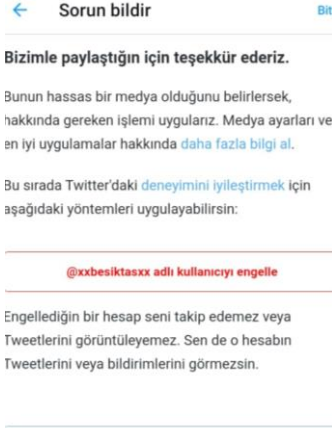 Sorun bildir
Bit
Bizimle paylaştığın için teşekkür ederiz.
Bunun hassas bir medya olduğunu belirlersek,
hakkında gereken işlemi uygularız. Medya ayarları ve
en iyi uygulamalar hakkında daha fazla bilgi al.
Bu sırada Twitter'daki deneyimini iyileştirmek için
aşağıdaki yöntemleri uygulayabilirsin:
@xxbesiktasxx adlı kullanıcıyı engelle
Engellediğin bir hesap seni takip edemez veya
Tweetlerini görüntüleyemez. Sen de o hesabın
Tweetlerini veya bildirimlerini görmezsin.